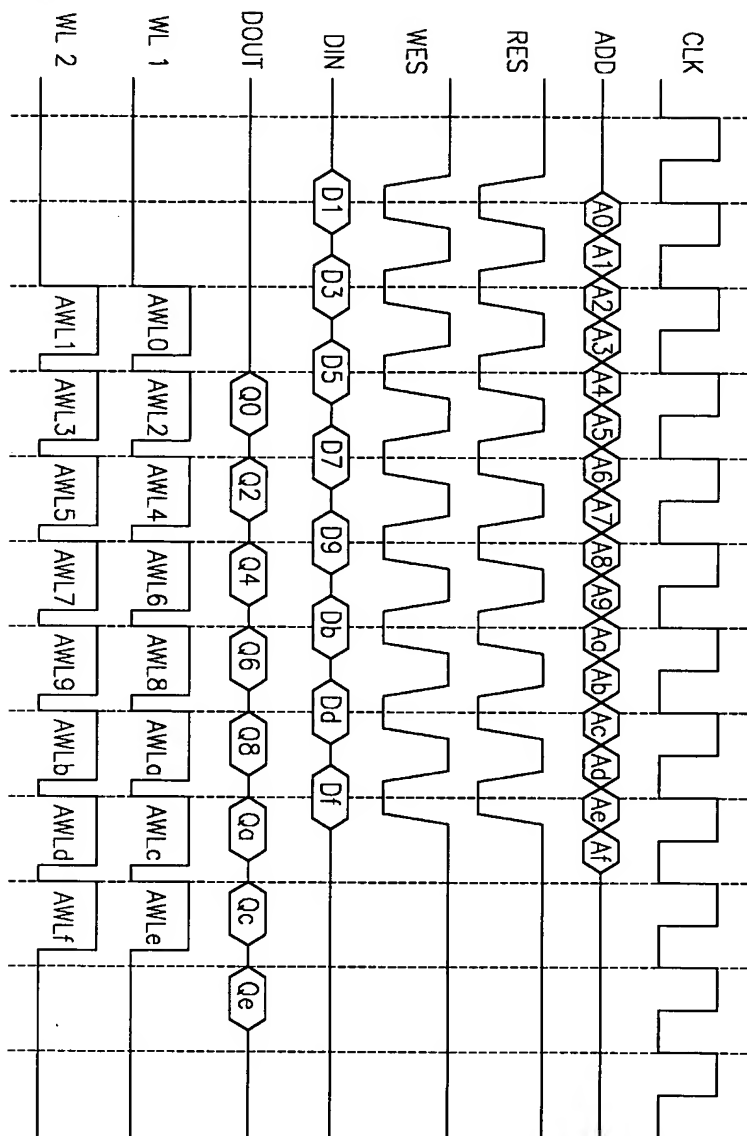 CLK
ADD A0 A1 A2 A3 A4 A5 A6 A7 A8 A9 Aa Ab Ac Ad Ae Af
RES
WES
DIN D1 D3 D5 D7 D9 Db Dd Df
DOUT Q0 Q2 Q4 Q6 Q8 Qa Qc Qe
WL 1 AWL0 AWL2 AWL4 AWL6 AWL8 AWLa AWLc AWLe
WL 2 AWL1 AWL3 AWL5 AWL7 AWL9 AWLb AWLd AWLf